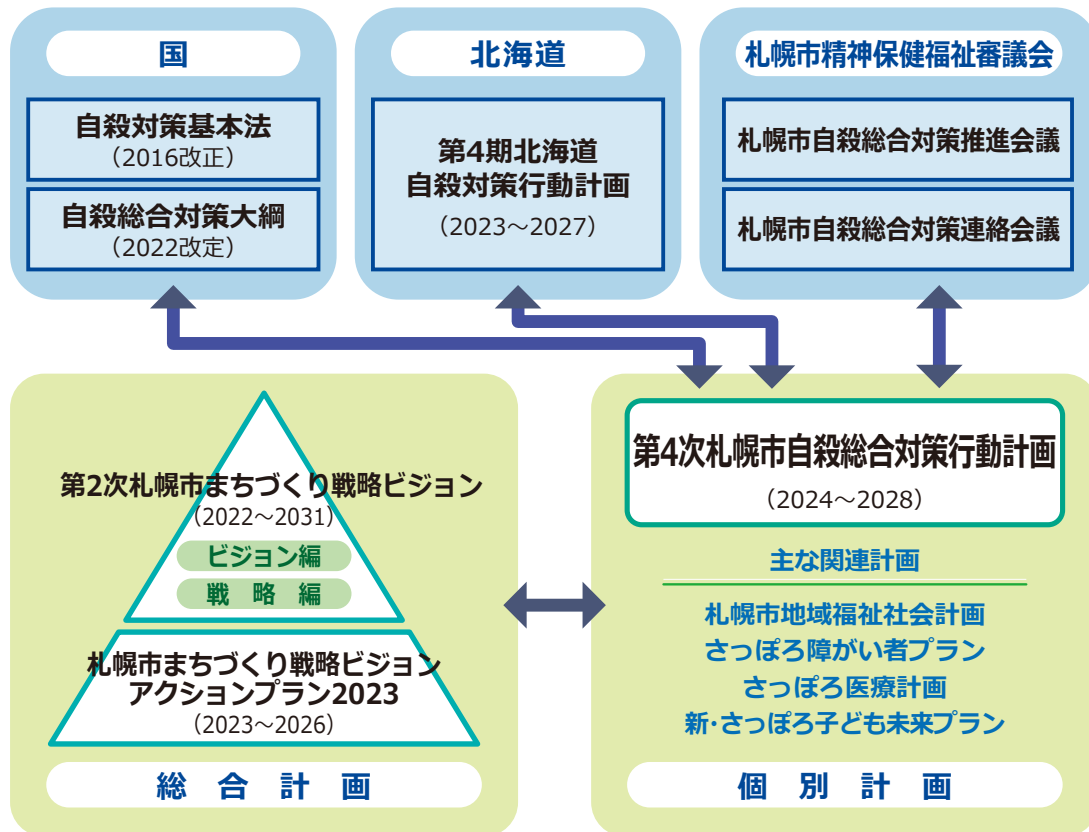 国
自殺対策基本法
（2016改正）
自殺総合対策大綱
（2022改定）
北海道
第4期北海道
自殺対策行動計画
（2023～2027）
札幌市精神保健福祉審議会
札幌市自殺総合対策推進会議
札幌市自殺総合対策連絡会議
第2次札幌市まちづくり戦略ビジョン
（2022～2031）
ビジョン編
戦略編
札幌市まちづくり戦略ビジョン
アクションプラン2023
（2023～2026）
総合計画
第4次札幌市自殺総合対策行動計画
（2024～2028）
主な関連計画
札幌市地域福祉社会計画
さっぽろ障がい者プラン
さっぽろ医療計画
新・さっぽろ子ども未来プラン
個別計画